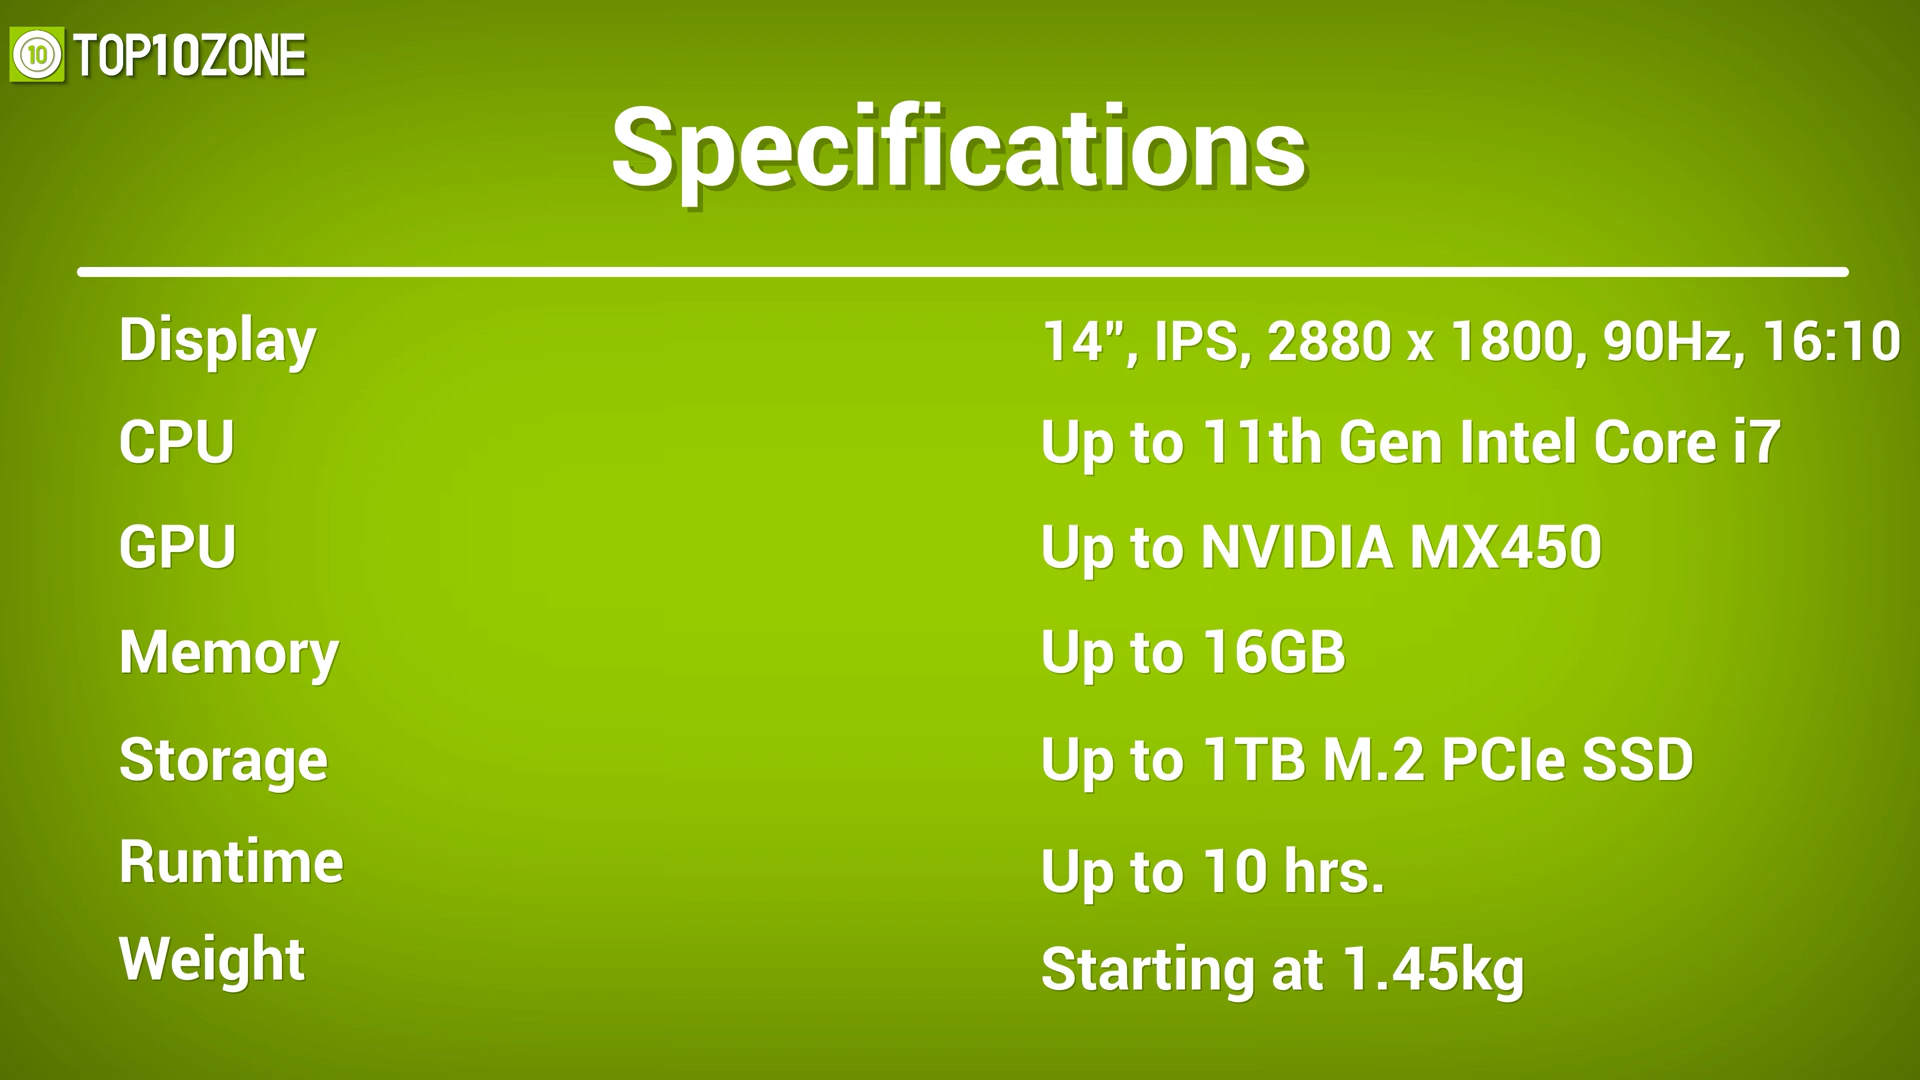 10 TOP10ZONE
Specifications
Display 14", IPS, 2880 x 1800, 90Hz, 16:10
CPU Up to 11th Gen Intel Core i7
GPU Up to NVIDIA MX450
Memory Up to 16GB
Storage Up to 1TB M.2 PCIe SSD
Runtime Up to 10 hrs.
Weight Starting at 1.45kg